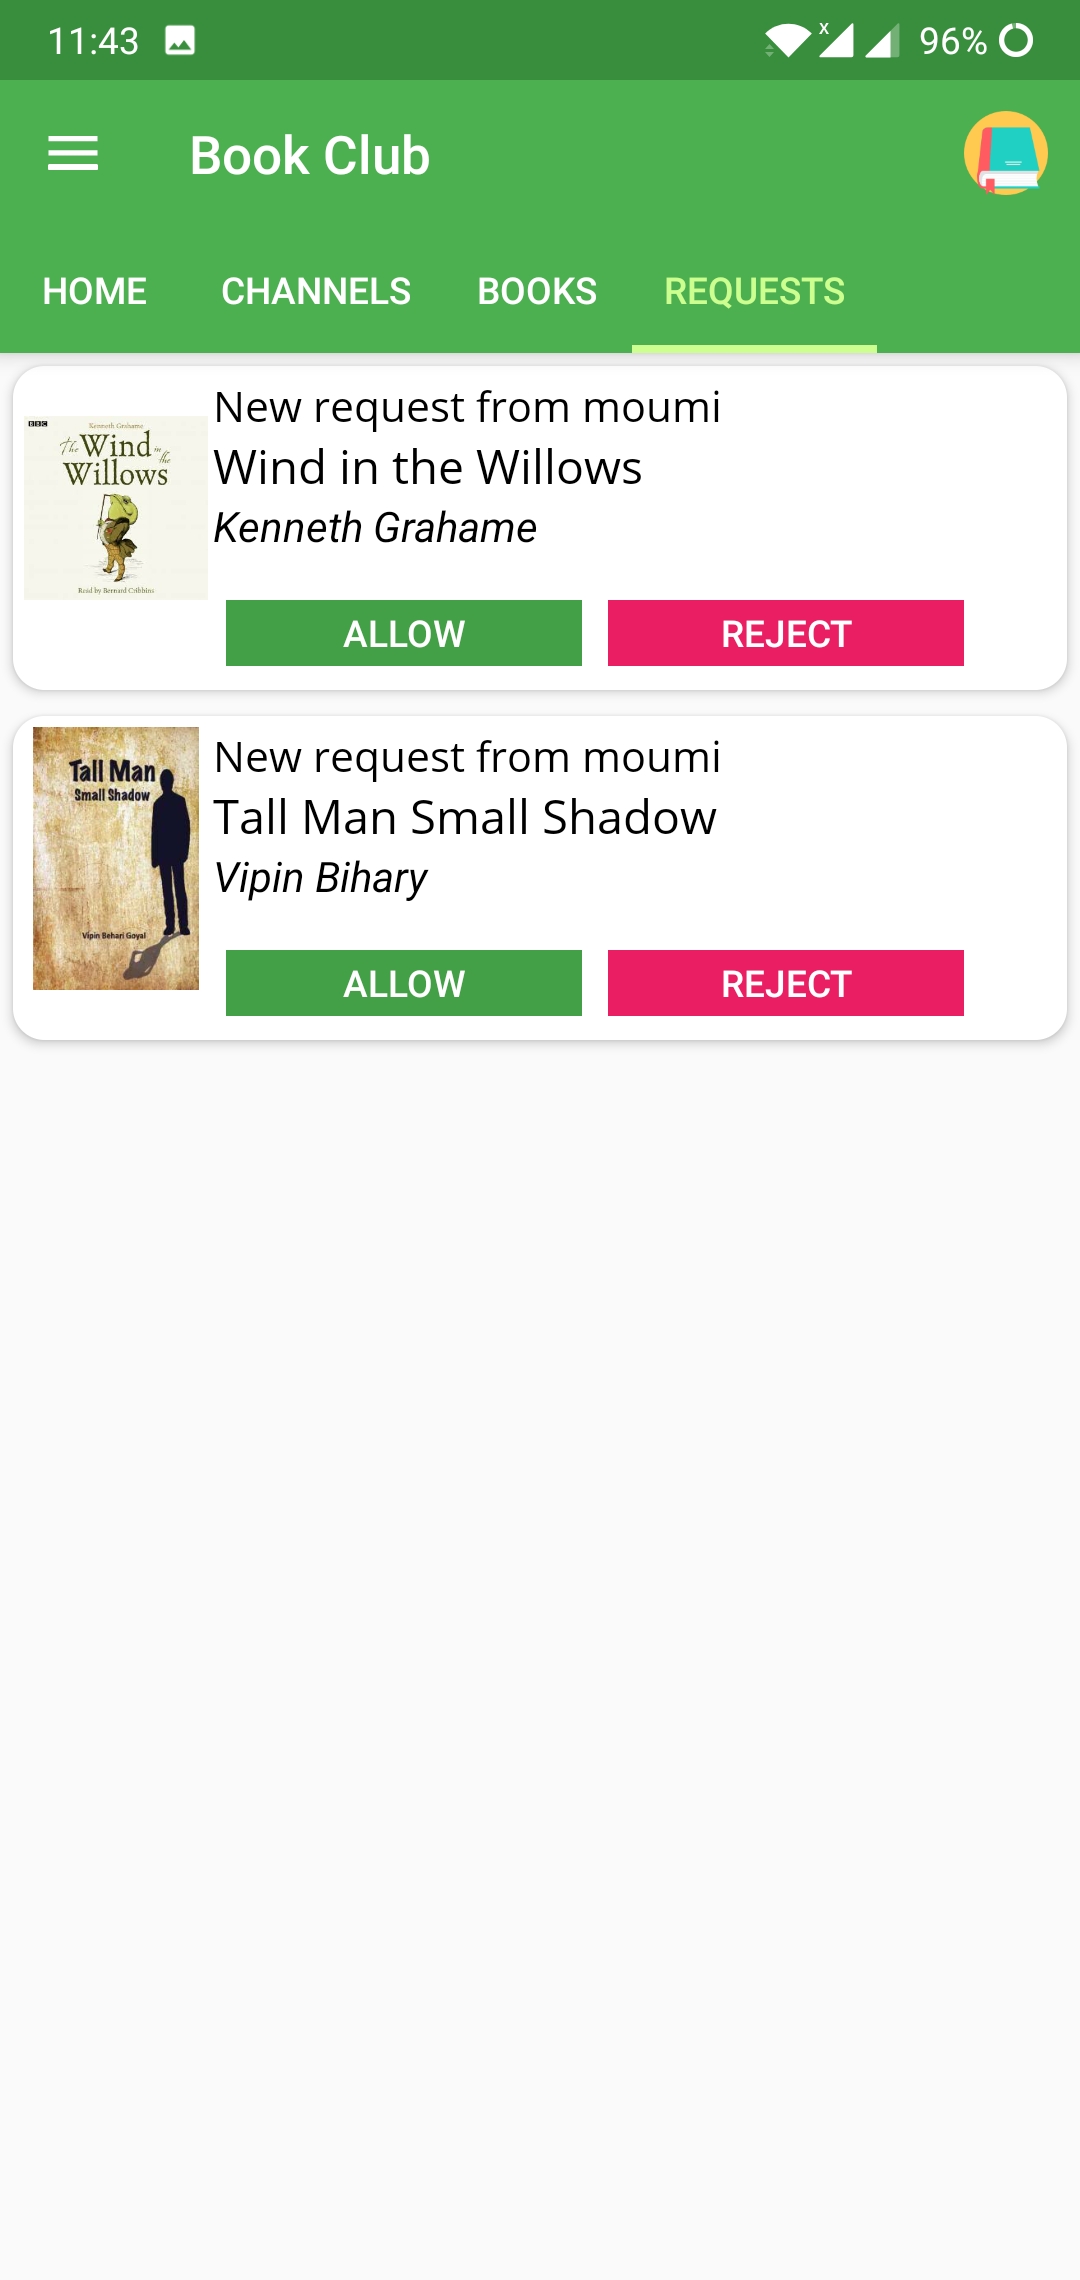 11:43
x
96%
Book Club
HOME
CHANNELS
BOOKS
REQUESTS
New request from moumi
Wind in the Willows
Kenneth Grahame
BBC
Kenneth Grahame
The Wind in the
Willows
Read by Bernard Cribbins
ALLOW
REJECT
New request from moumi
Tall Man Small Shadow
Vipin Bihary
Tall Man
Small Shadow
Vipin Behari Goyal
ALLOW
REJECT